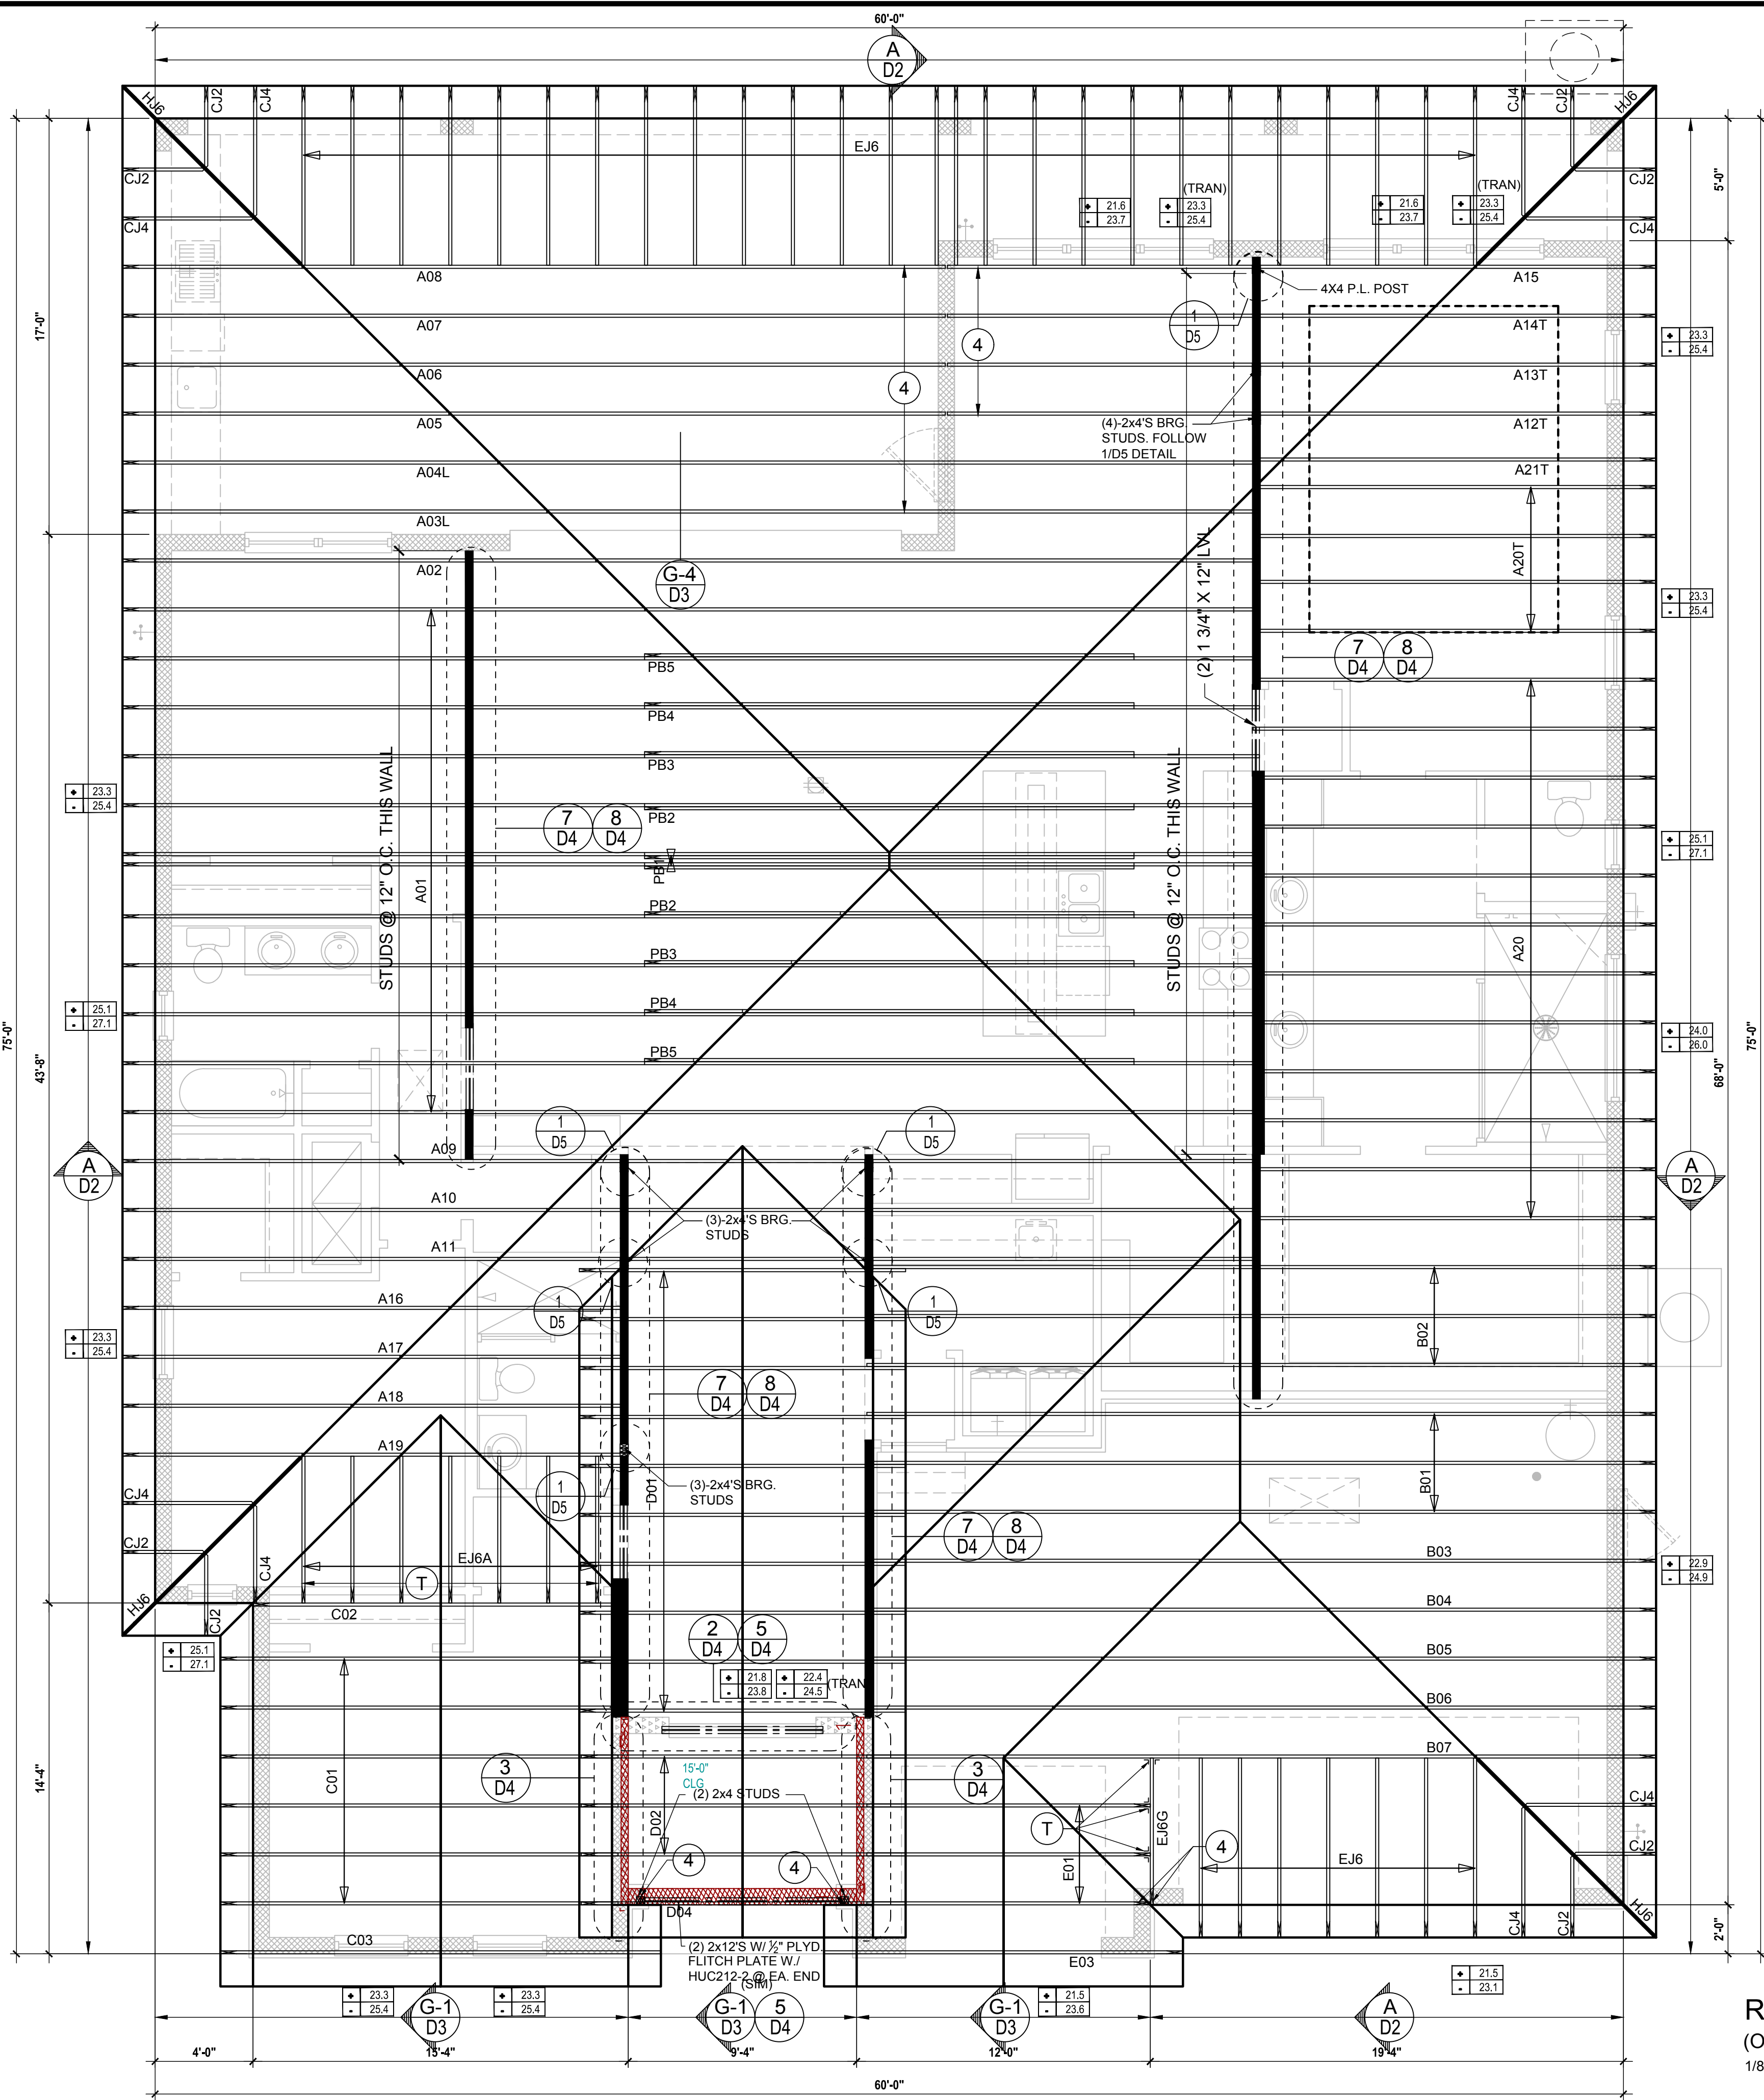 60'-0"
A
D2
HJ6
CJ2
CJ4
CJ4
CJ2
HJ6
EJ6
CJ2
CJ4
CJ2
CJ4
5'-0"
(TRAN)
+ 21.6
- 23.7
+ 23.3
- 25.4
(TRAN)
+ 21.6
- 23.7
+ 23.3
- 25.4
A08
A15
4X4 P.L. POST
17'-0"
A07
1
D5
A14T
4
+ 23.3
- 25.4
A06
4
A13T
A05
(4)-2x4'S BRG.
STUDS. FOLLOW
1/D5 DETAIL
A12T
A04L
A21T
A03L
A02
G-4
D3
(2) 1 3/4" X 12" LVL
A20T
+ 23.3
- 25.4
PB5
7
D4
8
D4
PB4
PB3
STUDS @ 12" O.C. THIS WALL
STUDS @ 12" O.C. THIS WALL
+ 23.3
- 25.4
7
D4
8
D4
PB2
+ 25.1
- 27.1
A01
PB1
PB2
A20
PB3
+ 25.1
- 27.1
PB4
+ 24.0
- 26.0
75'-0"
43'-8"
PB5
75'-0"
68'-0"
1
D5
1
D5
A09
A
D2
A
D2
A10
(3)-2x4'S BRG.
STUDS
A11
A16
1
D5
1
D5
+ 23.3
- 25.4
A17
B02
7
D4
8
D4
A18
A19
(3)-2x4'S BRG.
STUDS
D01
1
D5
CJ4
B01
7
D4
8
D4
CJ2
CJ4
EJ6A
T
B03
+ 22.9
- 24.9
HJ6
CJ2
C02
B04
+ 25.1
- 27.1
2
D4
5
D4
B05
+ 21.8
- 23.8
+ 22.4
- 24.5
(TRAN
B06
B07
3
D4
15'-0"
CLG
3
D4
14'-4"
C01
(2) 2x4 STUDS
CJ4
D02
T
EJ6G
4
CJ2
4
4
E01
EJ6
D04
CJ4
CJ2
HJ6
2'-0"
C03
(2) 2x12'S W/ ½" PLYD.
FLITCH PLATE W./
HUC212-2 @ EA. END
(SIM)
E03
+ 21.5
- 23.1
+ 23.3
- 25.4
G-1
D3
+ 23.3
- 25.4
G-1
D3
5
D4
G-1
D3
+ 21.5
- 23.6
A
D2
R
(O
1/8
4'-0"
15'-4"
9'-4"
12'-0"
19'-4"
60'-0"